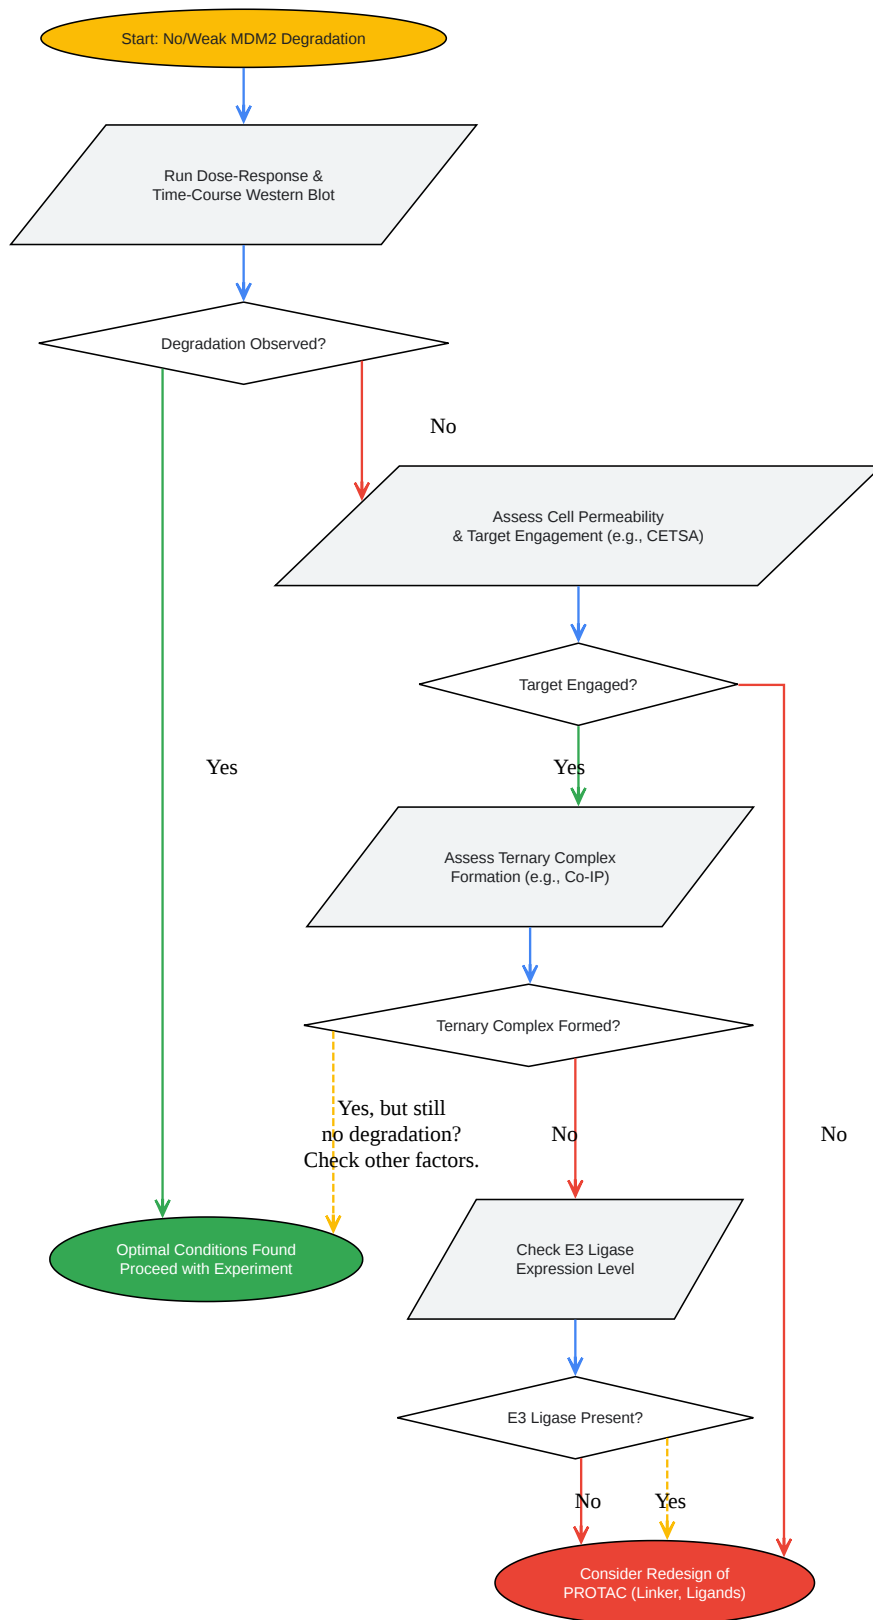 Start: No/Weak MDM2 Degradation
Run Dose-Response &
Time-Course Western Blot
Degradation Observed?
No
Assess Cell Permeability
& Target Engagement (e.g., CETSA)
Target Engaged?
Yes
Yes
Assess Ternary Complex
Formation (e.g., Co-IP)
Ternary Complex Formed?
Yes, but still
no degradation?
Check other factors.
No
No
Optimal Conditions Found
Proceed with Experiment
Check E3 Ligase
Expression Level
E3 Ligase Present?
No
Yes
Consider Redesign of
PROTAC (Linker, Ligands)